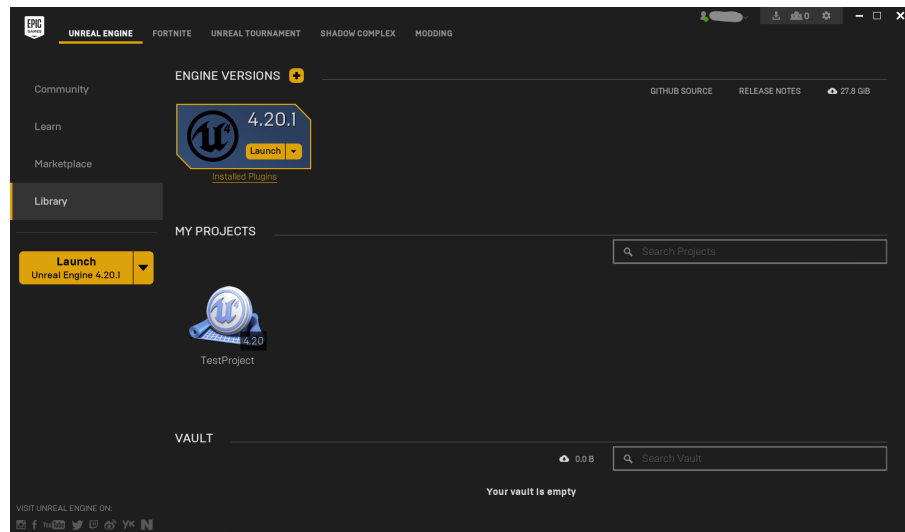 EPIC
GAMES
UNREAL ENGINE
FORTNITE
UNREAL TOURNAMENT
SHADOW COMPLEX
MODDING
0
Community
Learn
Marketplace
Library
Launch
Unreal Engine 4.20.1
ENGINE VERSIONS
GITHUB SOURCE
RELEASE NOTES
27.8 GiB
4.20.1
Launch
Installed Plugins
MY PROJECTS
Search Projects
4.20
TestProject
VAULT
0.0 B
Search Vault
Your vault is empty
VISIT UNREAL ENGINE ON: